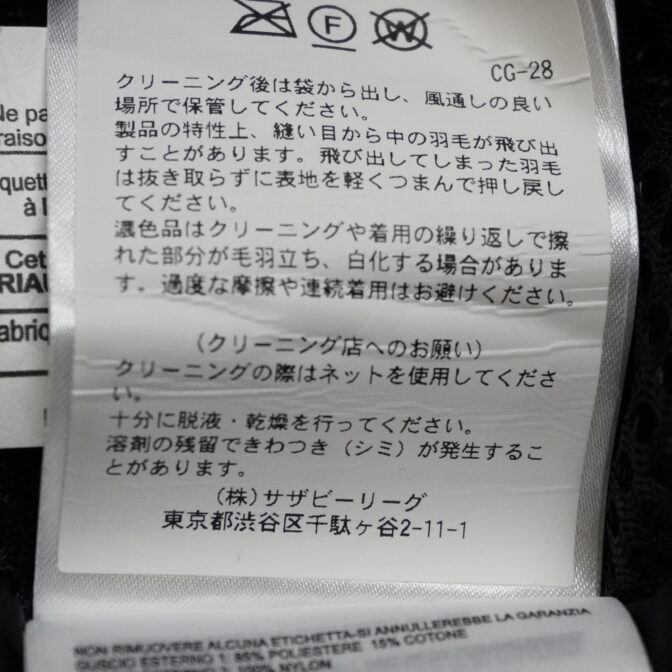 F
W
CG-28
クリーニング後は袋から出し、風通しの良い
場所で保管してください。
製品の特性上、縫い目から中の羽毛が飛び出
すことがあります。飛び出してしまった羽毛
は抜き取らずに表地を軽くつまんで押し戻し
てください。
濃色品はクリーニングや着用の繰り返しで擦
れた部分が毛羽立ち、白化する場合がありま
す。過度な摩擦や連続着用はお避けください。
(クリーニング店へのお願い)
クリーニングの際はネットを使用してくださ
い。
十分に脱液・乾燥を行ってください。
溶剤の残留できわつき(シミ)が発生するこ
とがあります。
(株)サザビーリーグ
東京都渋谷区千駄ヶ谷2-11-1
Ne pa
raiso
quett
à l
Cet
RIAU
abriqu
NON RIMUOVERE ALCUNA ETICHETTA-SI ANNULLEREBBE LA GARANZIA
GUSCIO ESTERNO 1: 85% POLIESTERE 15% COTONE
100% NYLON